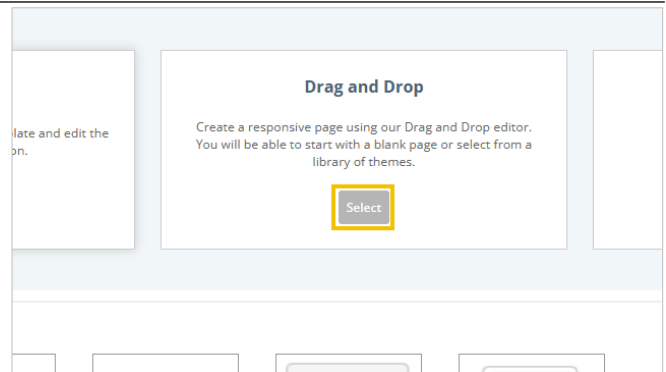 Drag and Drop
late and edit the
on.
Create a responsive page using our Drag and Drop editor.
You will be able to start with a blank page or select from a
library of themes.
Select